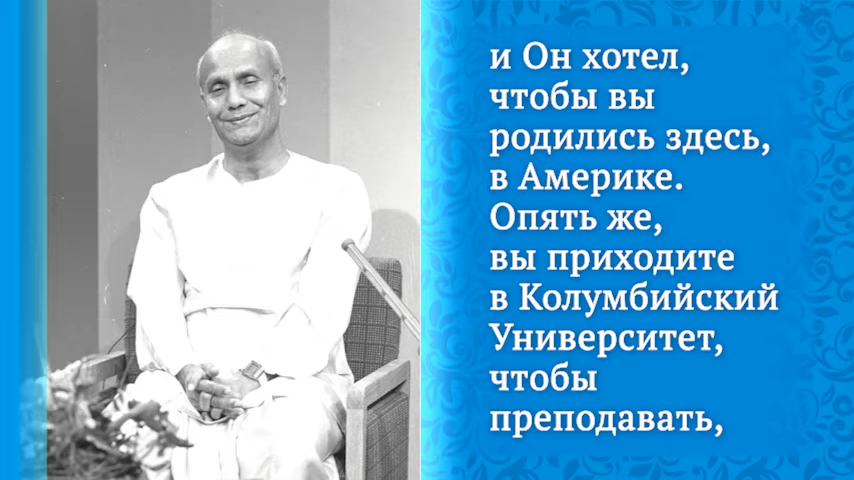 и Он хотел,
чтобы вы
родились здесь,
в Америке.
Опять же,
вы приходите
в Колумбийский
Университет,
чтобы
преподавать,